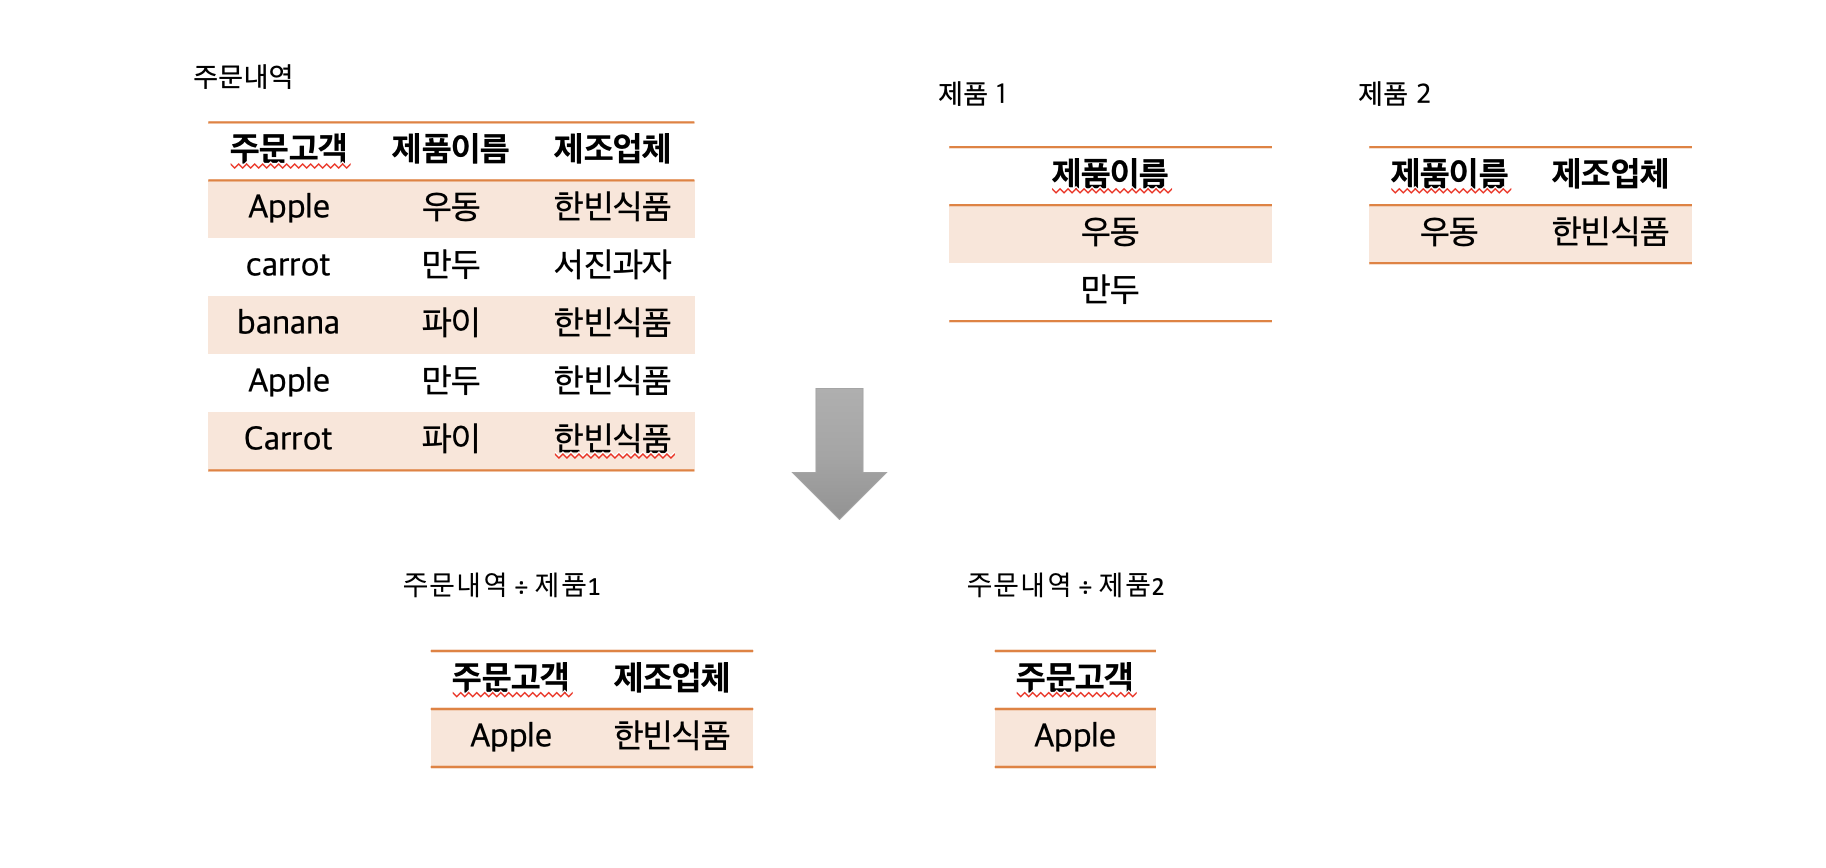 주문내역
주문고객 제품이름 제조업체
Apple 우동 한빈식품
carrot 만두 서진과자
banana 파이 한빈식품
Apple 만두 한빈식품
Carrot 파이 한빈식품
제품 1
제품이름
우동
만두
제품 2
제품이름 제조업체
우동 한빈식품
주문내역 ÷ 제품1
주문고객 제조업체
Apple 한빈식품
주문내역 ÷ 제품2
주문고객
Apple